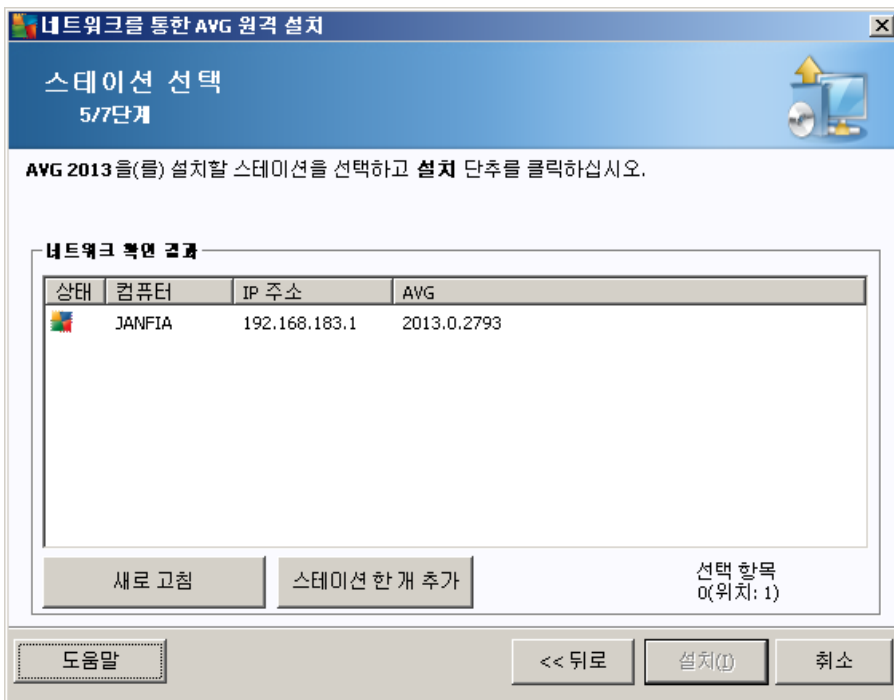 네트워크를 통한 AVG 원격 설치
스테이션 선택
5/7단계
AVG 2013을(를) 설치할 스테이션을 선택하고 설치 단추를 클릭하십시오.
네트워크 확인 결과
상태 컴퓨터 IP 주소 AVG
JANFIA 192.168.183.1 2013.0.2793
새로 고침 스테이션 한 개 추가
선택 항목
0(위치: 1)
도움말 << 뒤로 설치(I) 취소